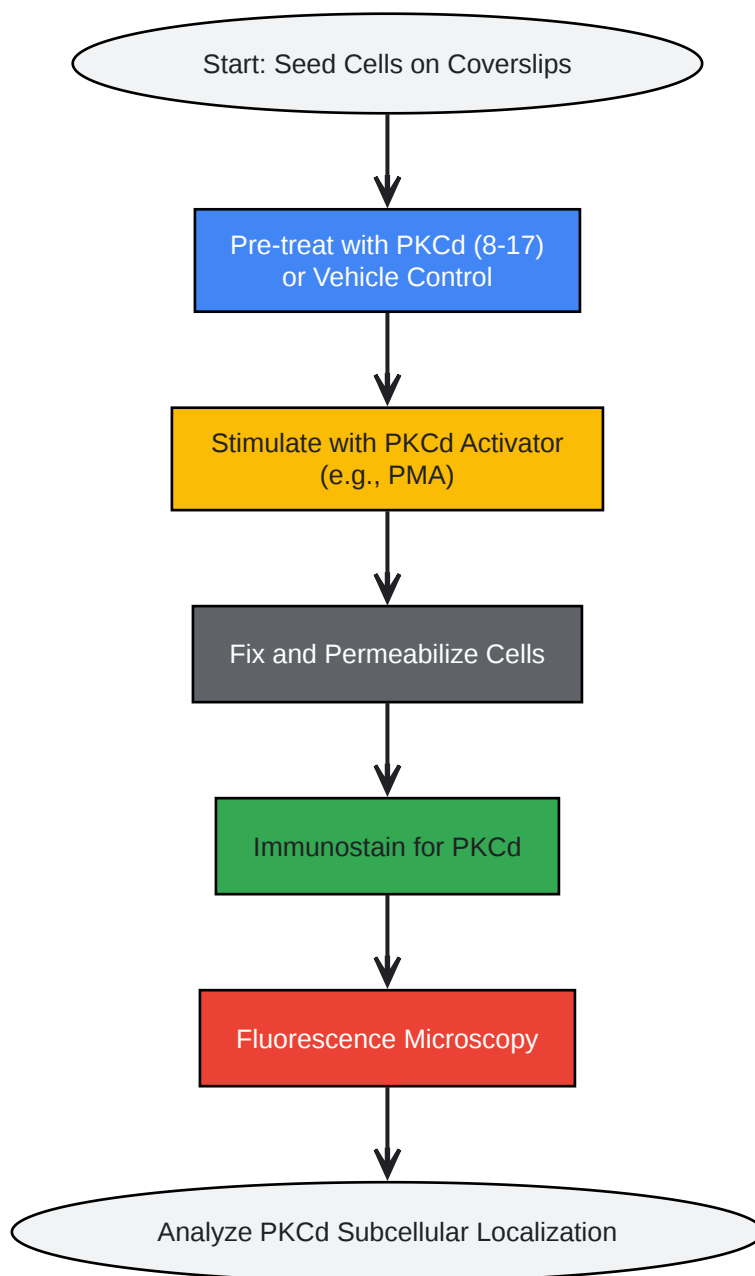 Start: Seed Cells on Coverslips
Pre-treat with PKCd (8-17)
or Vehicle Control
Stimulate with PKCd Activator
(e.g., PMA)
Fix and Permeabilize Cells
Immunostain for PKCd
Fluorescence Microscopy
Analyze PKCd Subcellular Localization